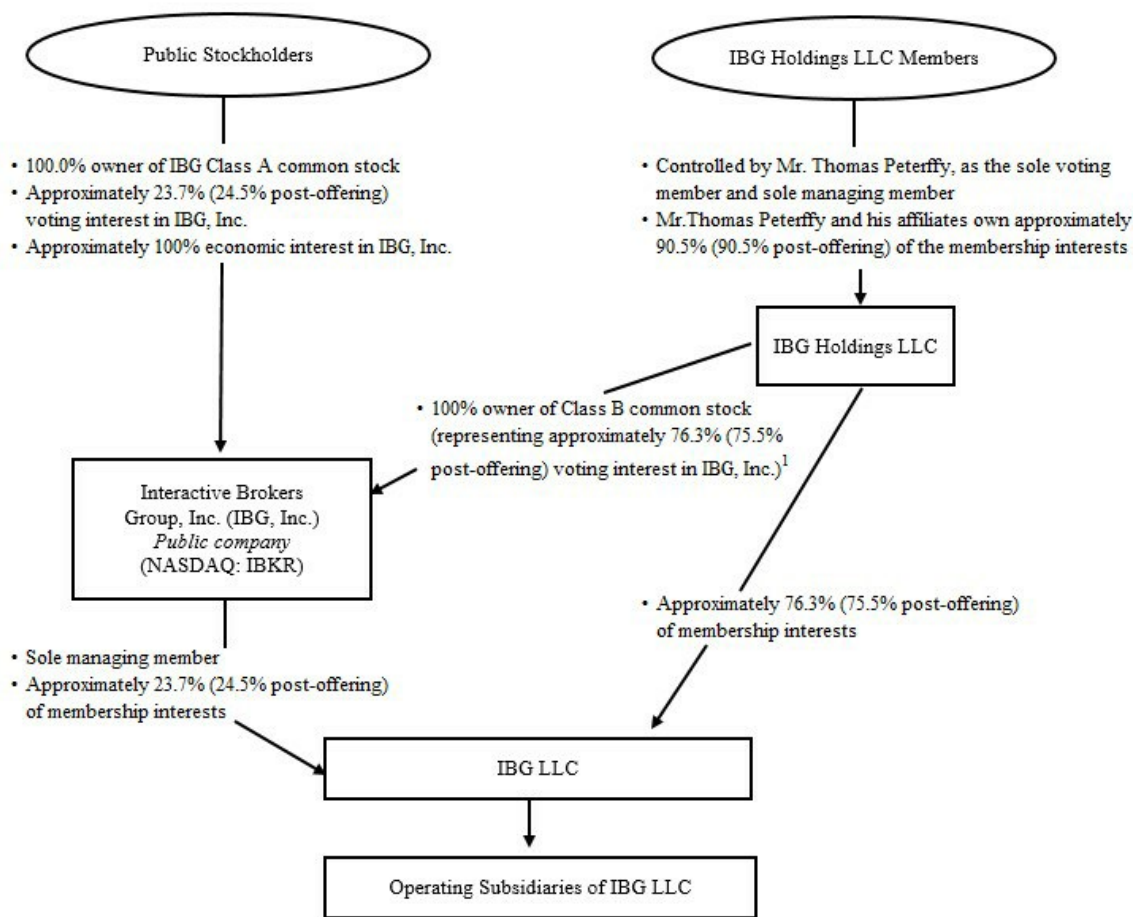 Public Stockholders
IBG Holdings LLC Members
• 100.0% owner of IBG Class A common stock
• Approximately 23.7% (24.5% post-offering)
voting interest in IBG, Inc.
• Approximately 100% economic interest in IBG, Inc.
• Controlled by Mr. Thomas Peterffy, as the sole voting
member and sole managing member
• Mr.Thomas Peterffy and his affiliates own approximately
90.5% (90.5% post-offering) of the membership interests
IBG Holdings LLC
• 100% owner of Class B common stock
(representing approximately 76.3% (75.5%
post-offering) voting interest in IBG, Inc.)1
Interactive Brokers
Group, Inc. (IBG, Inc.)
Public company
(NASDAQ: IBKR)
• Approximately 76.3% (75.5% post-offering)
of membership interests
• Sole managing member
• Approximately 23.7% (24.5% post-offering)
of membership interests
IBG LLC
Operating Subsidiaries of IBG LLC